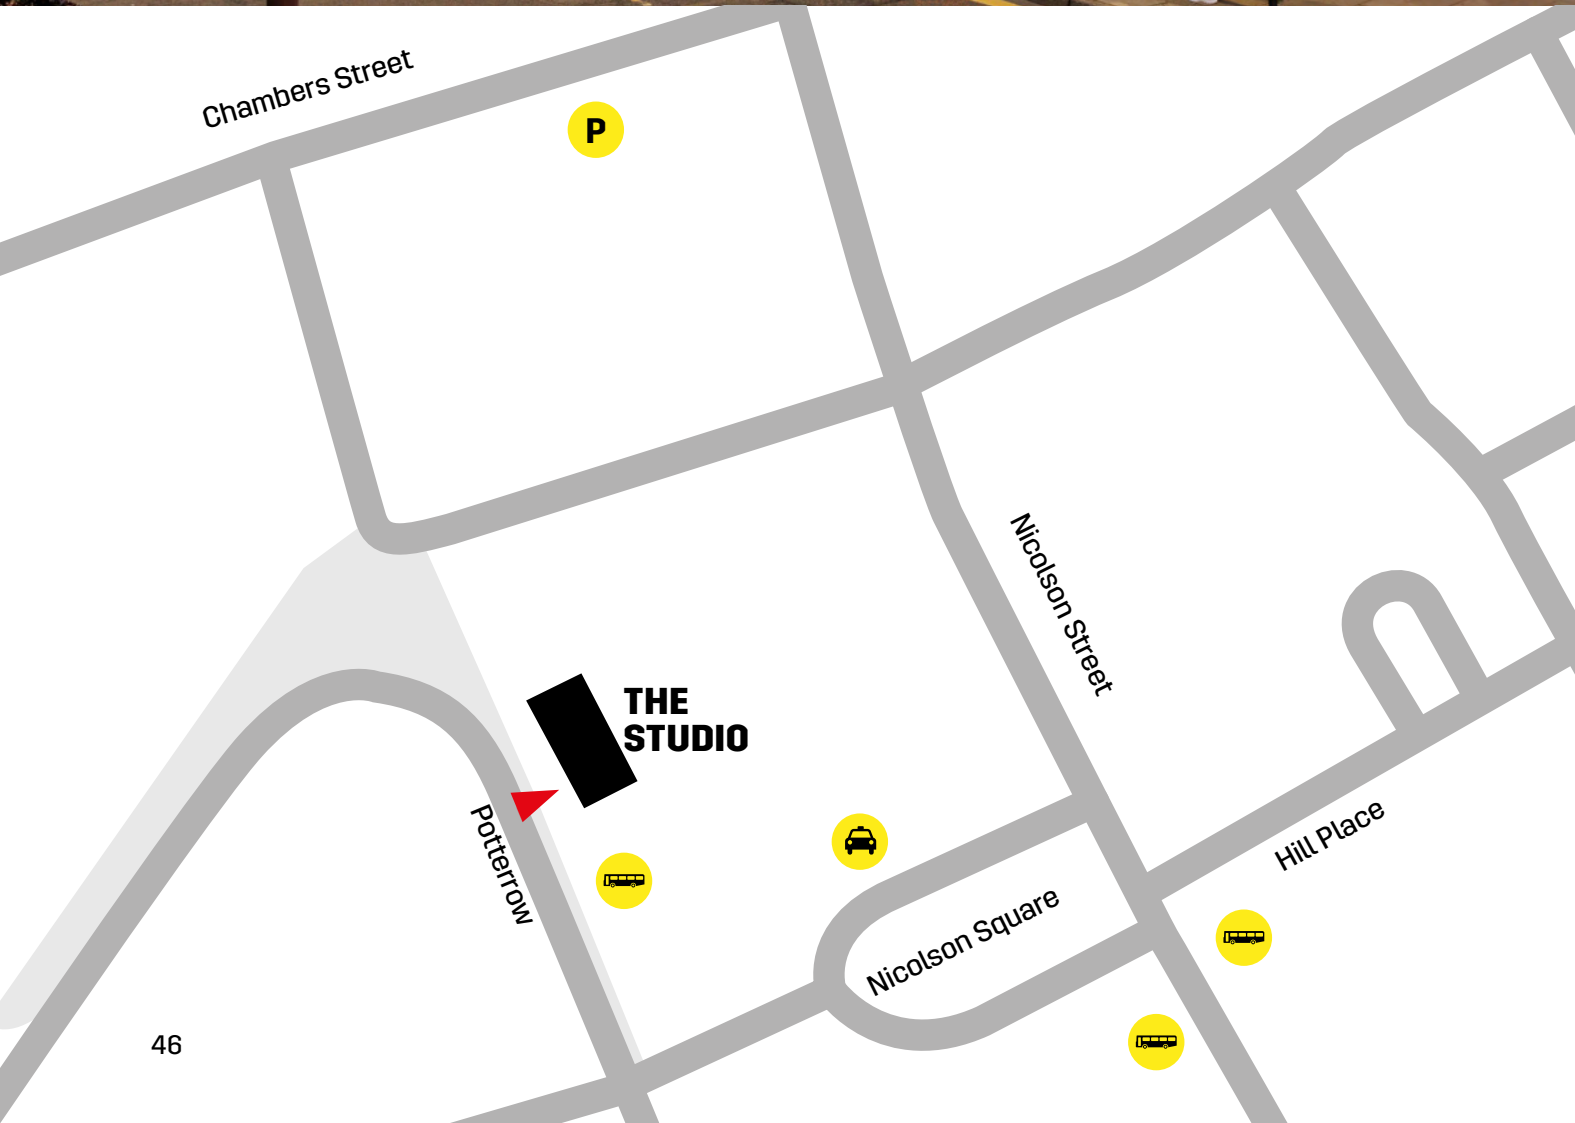 Chambers Street
P
Nicolson Street
THE
STUDIO
Potterrow
Hill Place
Nicolson Square
46